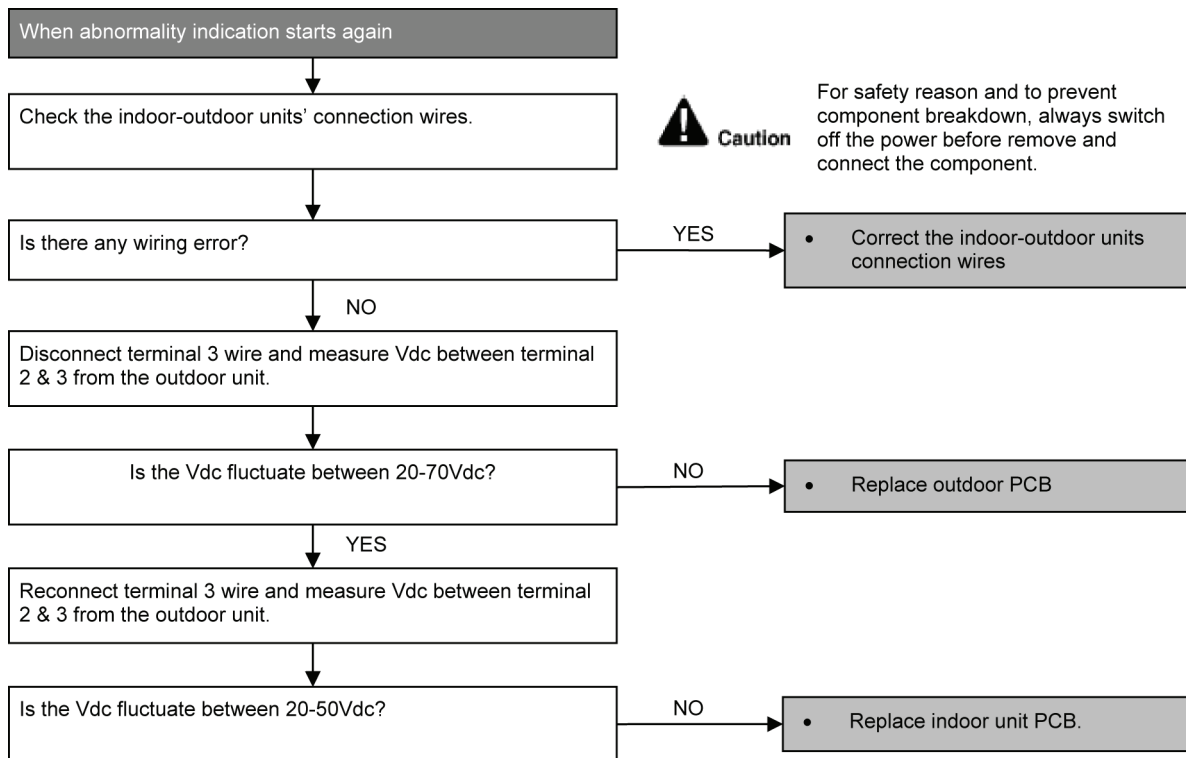 When abnormality indication starts again
Check the indoor-outdoor units' connection wires.
Caution
For safety reason and to prevent
component breakdown, always switch
off the power before remove and
connect the component.
Is there any wiring error?
YES
• Correct the indoor-outdoor units
connection wires
NO
Disconnect terminal 3 wire and measure Vdc between terminal
2 & 3 from the outdoor unit.
Is the Vdc fluctuate between 20-70Vdc?
NO
• Replace outdoor PCB
YES
Reconnect terminal 3 wire and measure Vdc between terminal
2 & 3 from the outdoor unit.
Is the Vdc fluctuate between 20-50Vdc?
NO
• Replace indoor unit PCB.